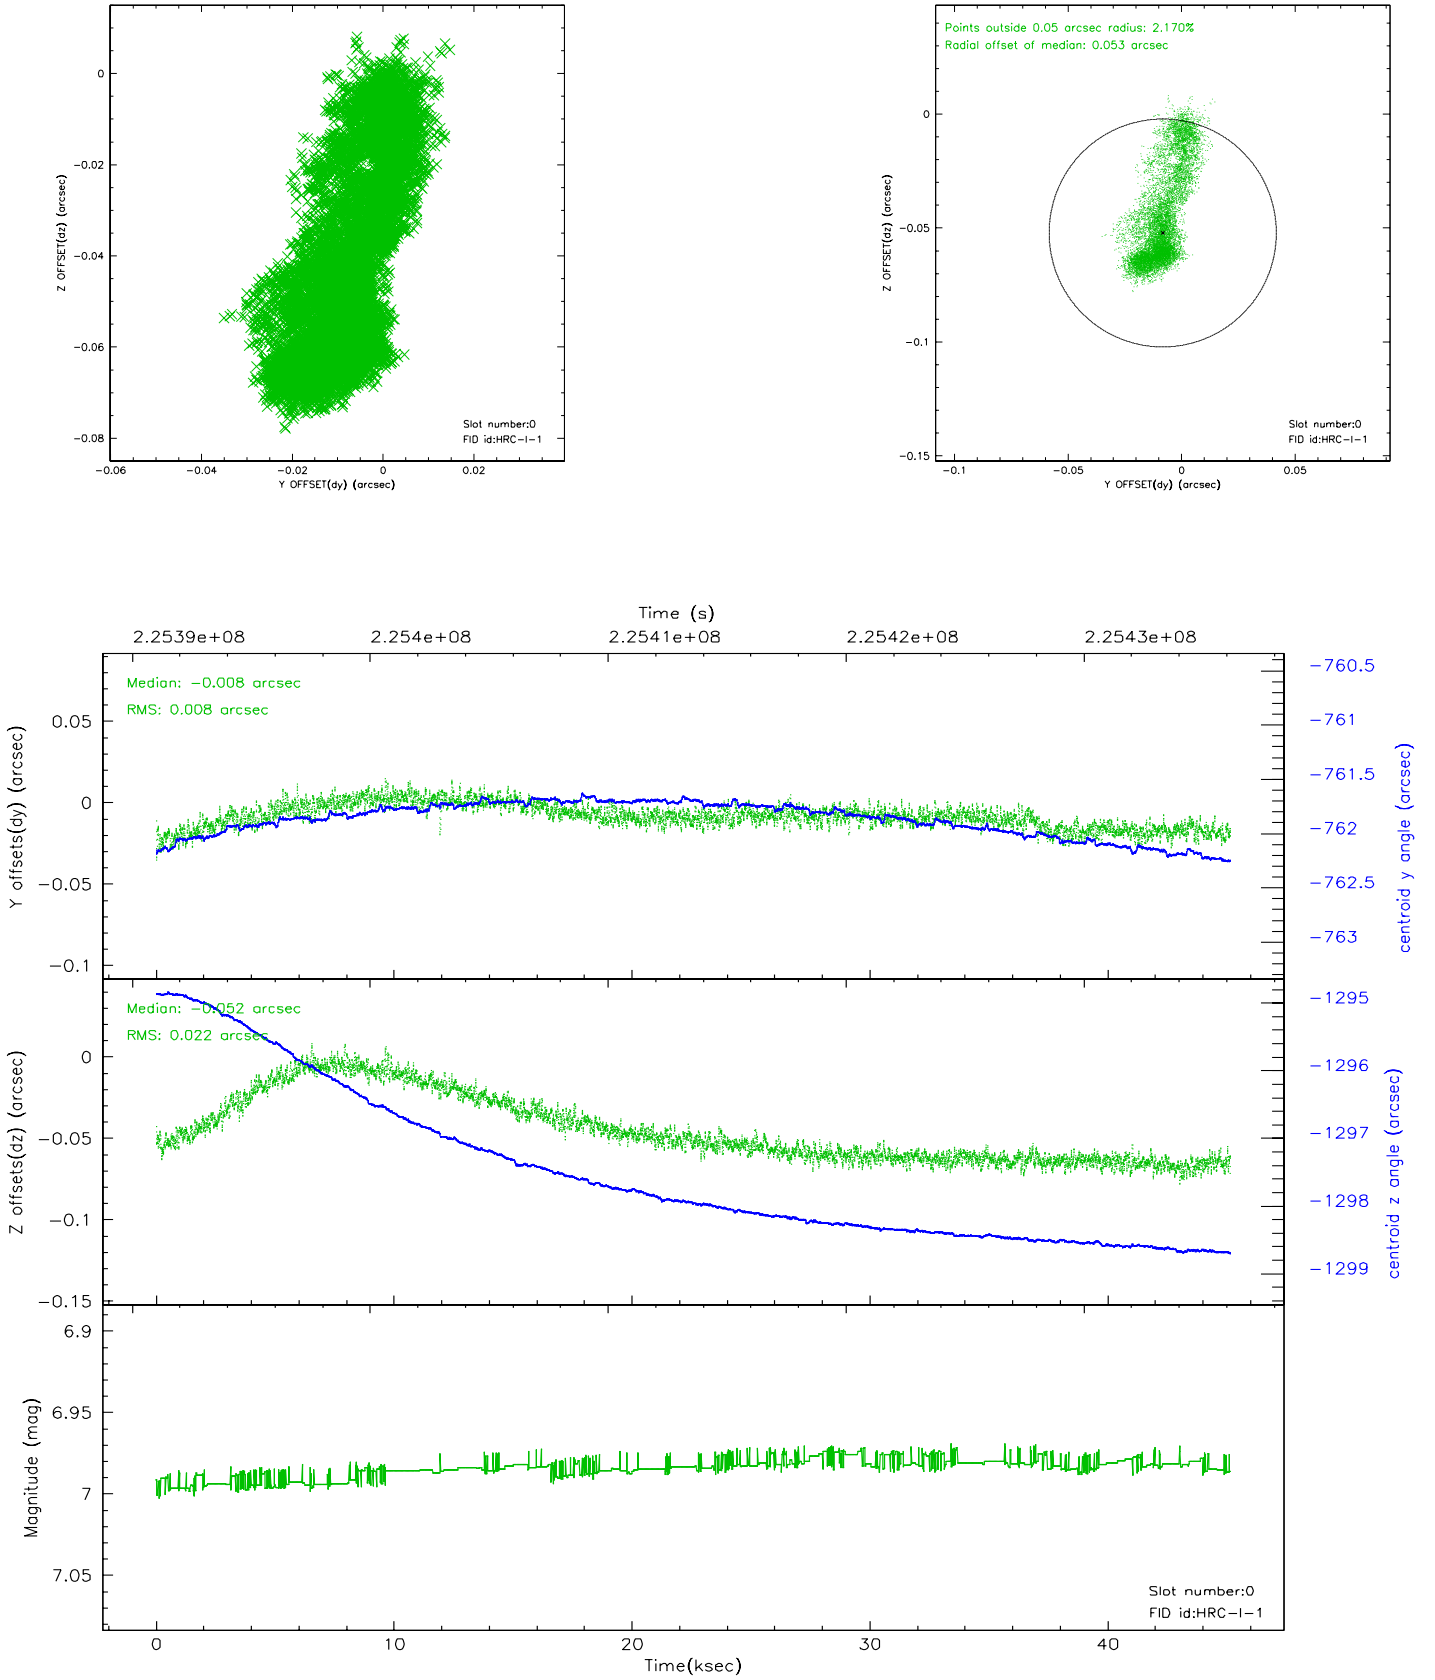 0
−0.02
−0.04
−0.06
−0.08
Z OFFSET(dz) (arcsec)
Slot number:0
FID id:HRC−I−1
−0.06 −0.04 −0.02 0 0.02
Y OFFSET(dy) (arcsec)
Points outside 0.05 arcsec radius: 2.170%
Radial offset of median: 0.053 arcsec
0
−0.05
−0.1
−0.15
Z OFFSET(dz) (arcsec)
Slot number:0
FID id:HRC−I−1
−0.1 −0.05 0 0.05
Y OFFSET(dy) (arcsec)
Time (s)
2.2539e+08 2.254e+08 2.2541e+08 2.2542e+08 2.2543e+08
Median: −0.008 arcsec
RMS: 0.008 arcsec
0.05
0
−0.05
−0.1
Y offsets(dy) (arcsec)
−760.5
−761
−761.5
−762
−762.5
−763
centroid y angle (arcsec)
Median: −0.052 arcsec
RMS: 0.022 arcsec
0
−0.05
−0.1
−0.15
Z offsets(dz) (arcsec)
−1295
−1296
−1297
−1298
−1299
centroid z angle (arcsec)
6.9
6.95
7
7.05
Magnitude (mag)
Slot number:0
FID id:HRC−I−1
0 10 20 30 40
Time(ksec)